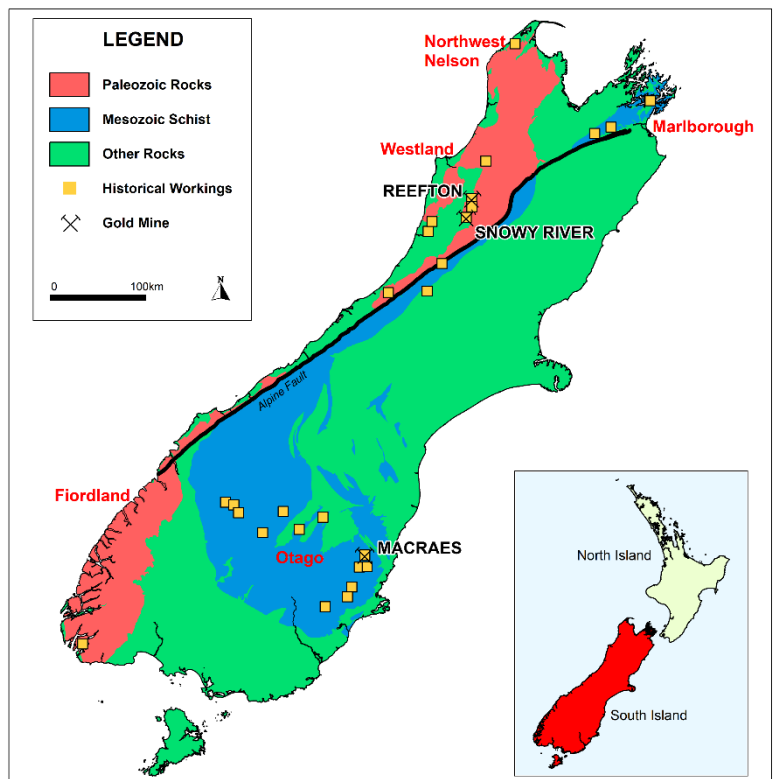 LEGEND
Paleozoic Rocks
Mesozoic Schist
Other Rocks
Historical Workings
Gold Mine
0 100km
N
Northwest
Nelson
Marlborough
Westland
REEFTON
SNOWY RIVER
Alpine Fault
Fiordland
Otago
MACRAES
North Island
South Island